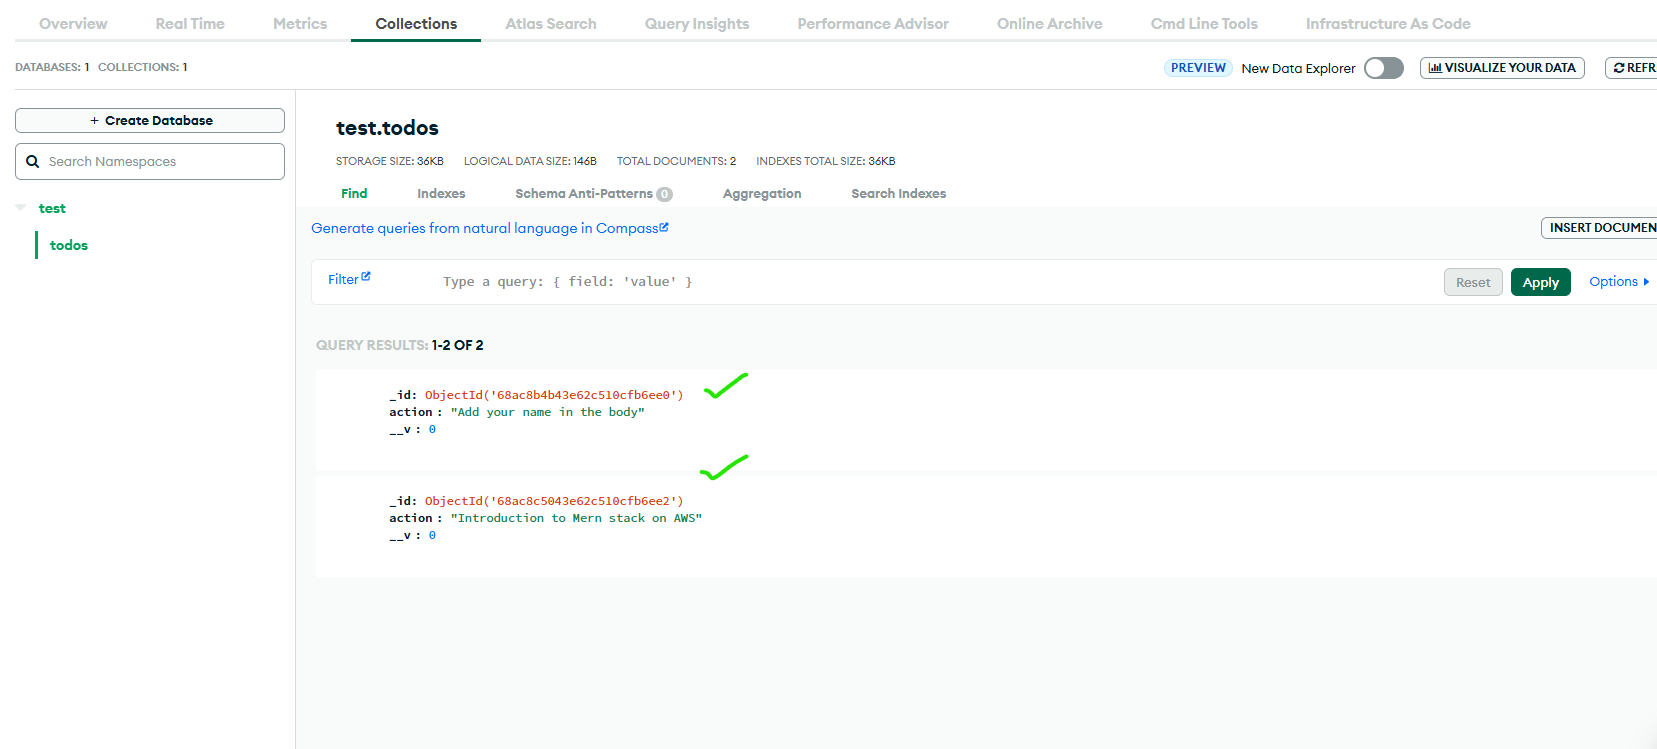 Overview Real Time Metrics Collections Atlas Search Query Insights Performance Advisor Online Archive Cmd Line Tools Infrastructure As Code
DATABASES: 1 COLLECTIONS: 1
PREVIEW New Data Explorer VISUALIZE YOUR DATA REFR
+ Create Database
Search Namespaces
test
todos
test.todos
STORAGE SIZE: 36KB LOGICAL DATA SIZE: 146B TOTAL DOCUMENTS: 2 INDEXES TOTAL SIZE: 36KB
Find Indexes Schema Anti-Patterns 0 Aggregation Search Indexes
Generate queries from natural language in Compass
INSERT DOCUMEN
Filter Type a query: { field: 'value' } Reset Apply Options
QUERY RESULTS: 1-2 OF 2
_id: ObjectId('68ac8b4b43e62c510cfb6ee0')
action : "Add your name in the body"
__v : 0
_id: ObjectId('68ac8c5043e62c510cfb6ee2')
action : "Introduction to Mern stack on AWS"
__v : 0